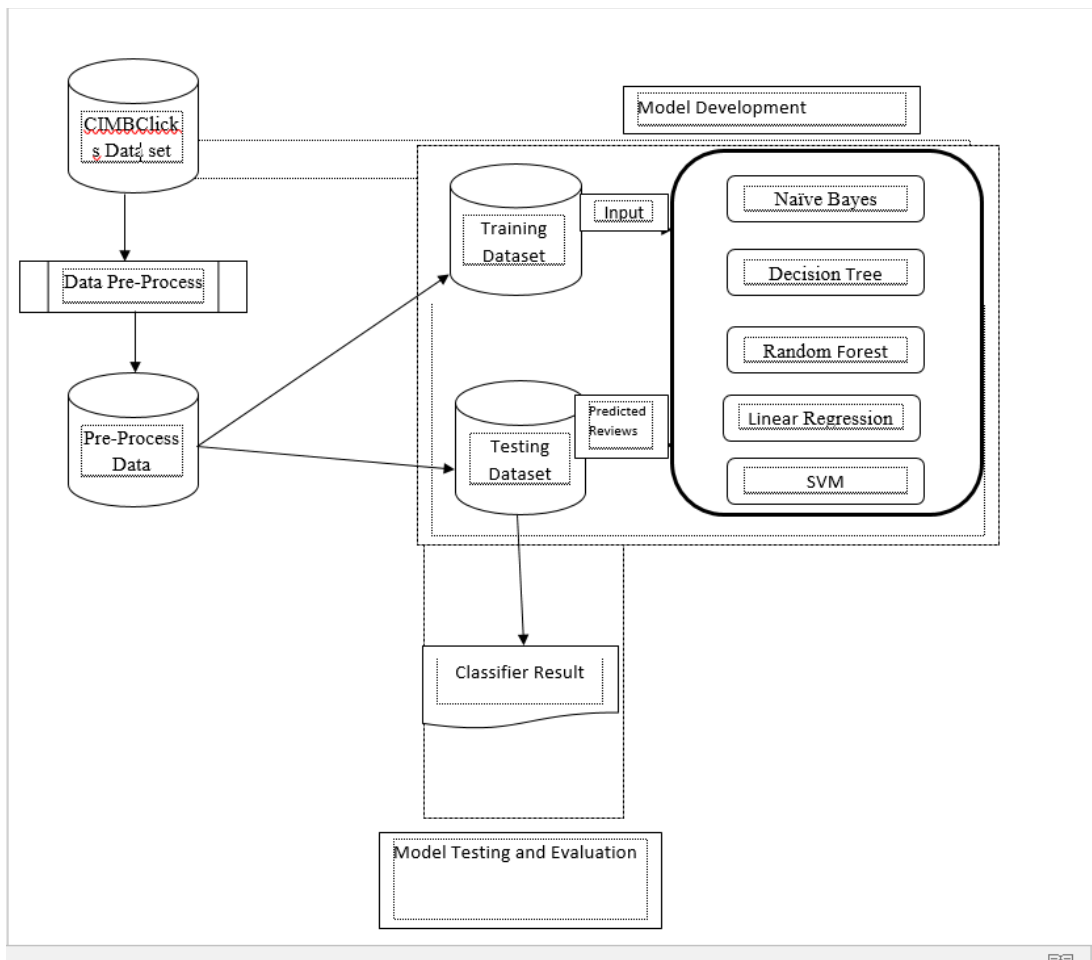 CIMBClick
s Data set
Model Development
Training
Dataset
Input
Naïve Bayes
Decision Tree
Random Forest
Linear Regression
SVM
Data Pre-Process
Pre-Process
Data
Testing
Dataset
Predicted
Reviews
Classifier Result
Model Testing and Evaluation